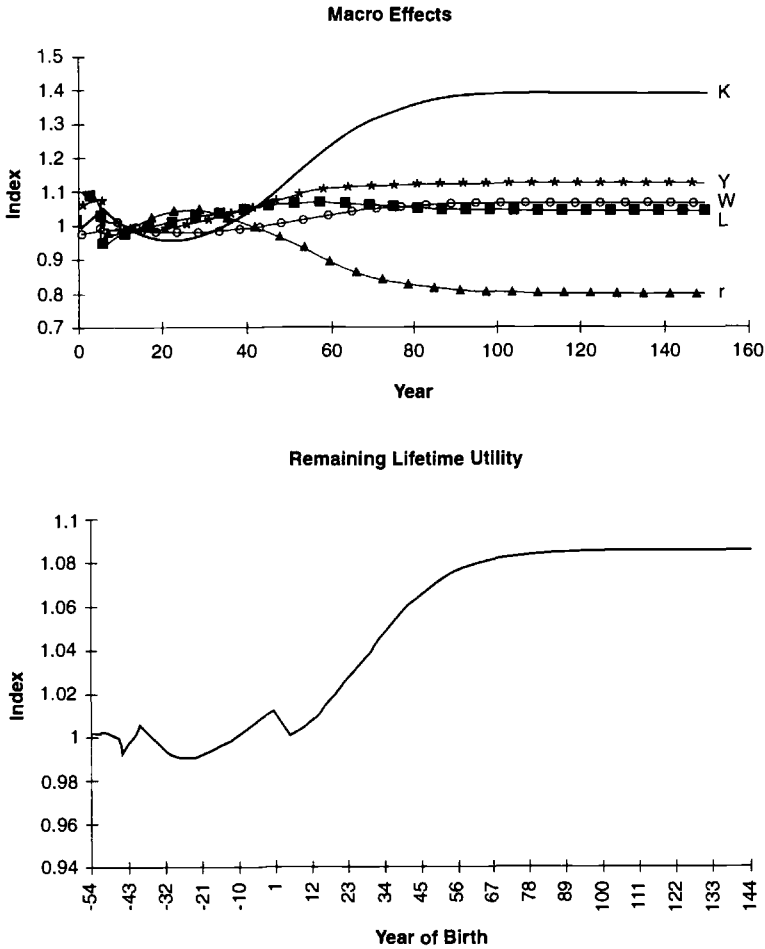 Macro Effects
1.5
1.4
1.3
1.2
1.1
1
0.9
0.8
0.7
Index
K
Y
W
L
r
0 20 40 60 80 100 120 140 160
Year
Remaining Lifetime Utility
1.1
1.08
1.06
1.04
1.02
1
0.98
0.96
0.94
Index
-54 -43 -32 -21 -10 1 12 23 34 45 56 67 78 89 100 111 122 133 144
Year of Birth